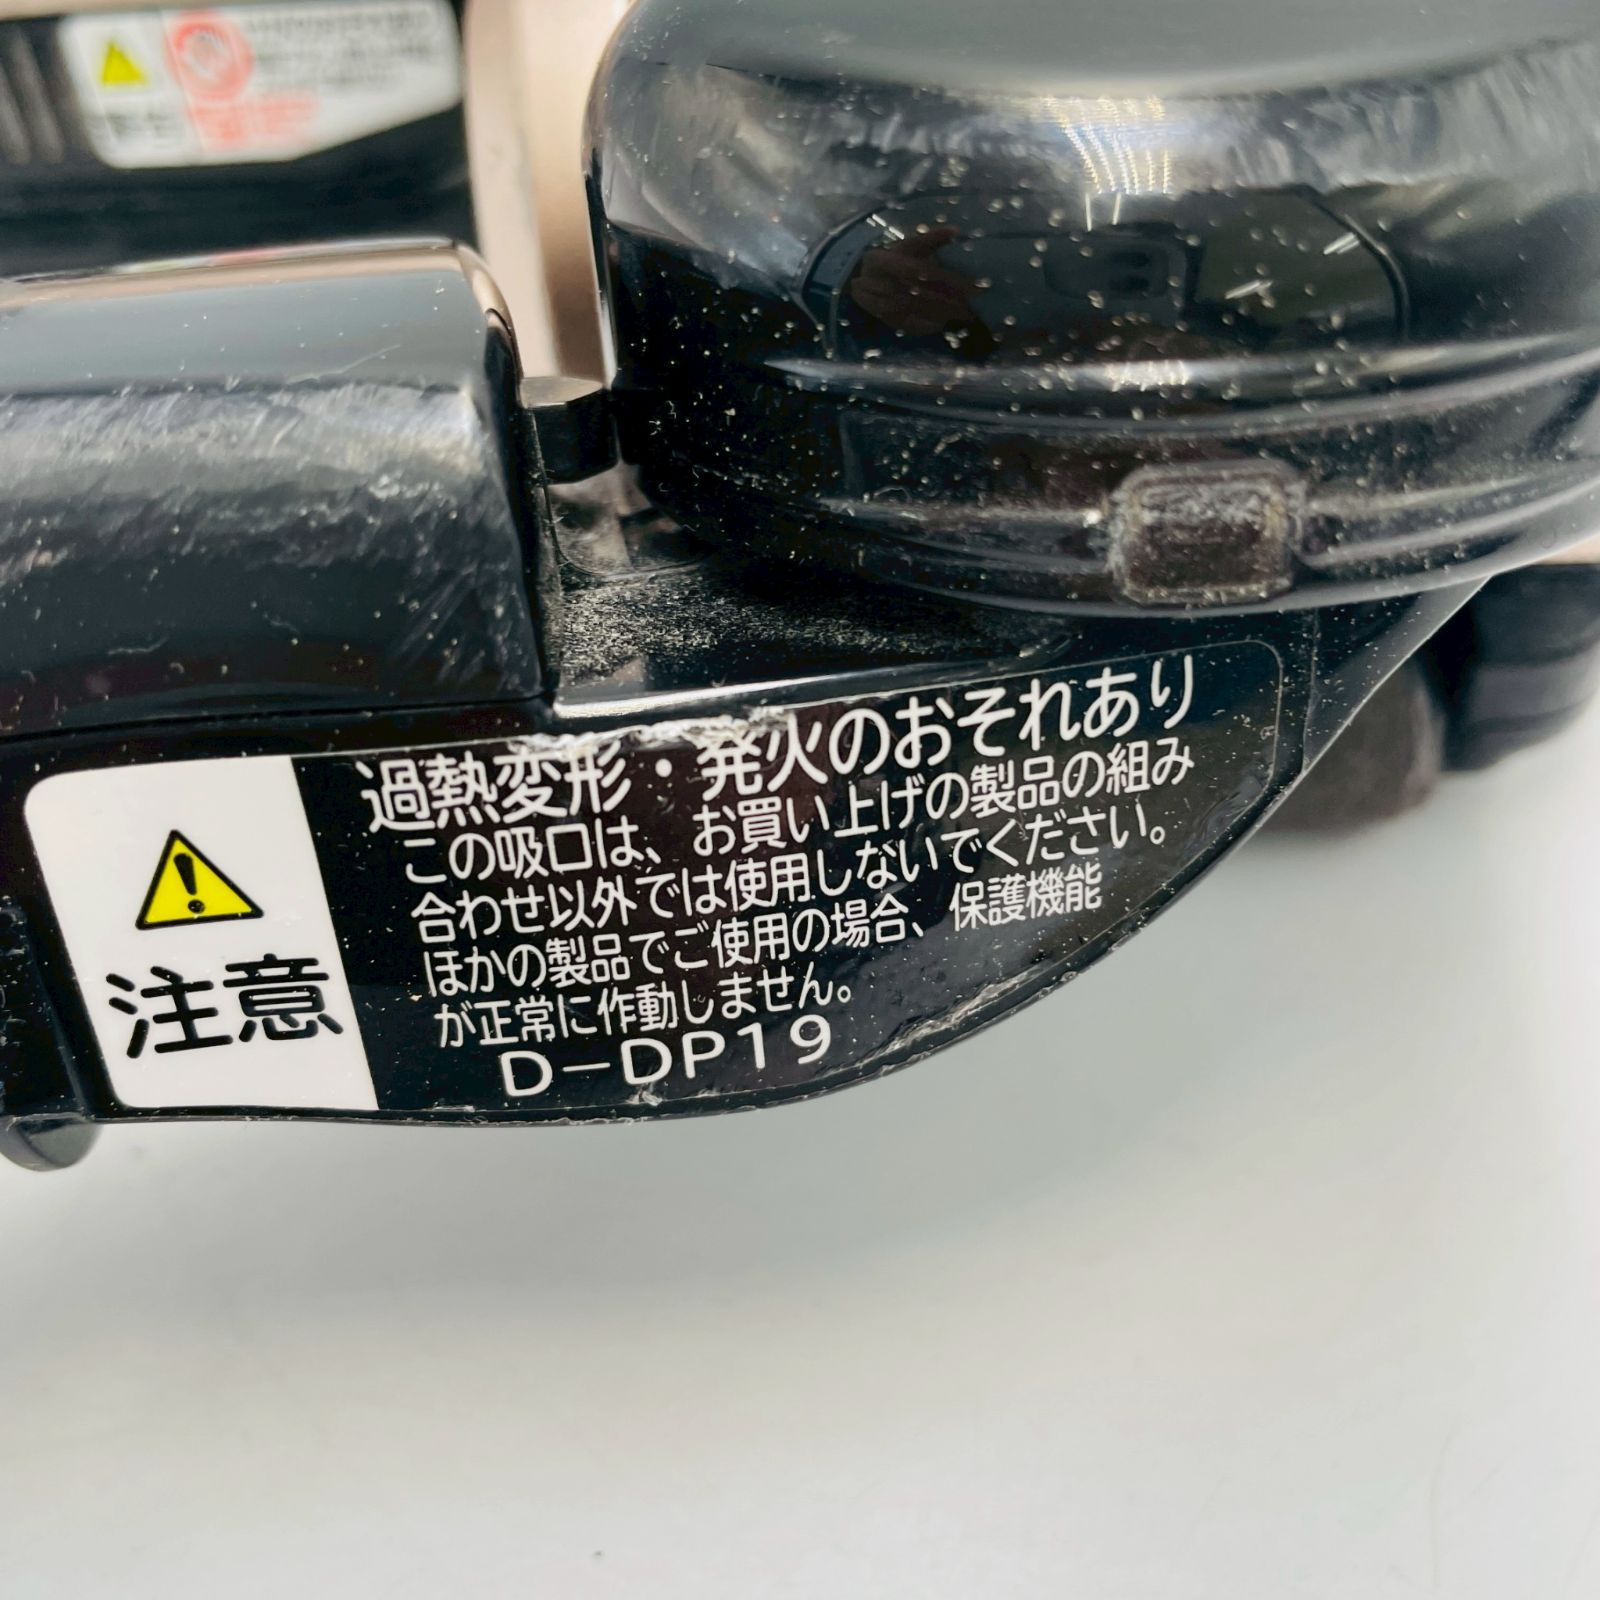 過熱変形・発火のおそれあり
この吸口は、お買い上げの製品の組み
合わせ以外では使用しないでください。
ほかの製品でご使用の場合、保護機能
が正常に作動しません。
D-DP19
注意